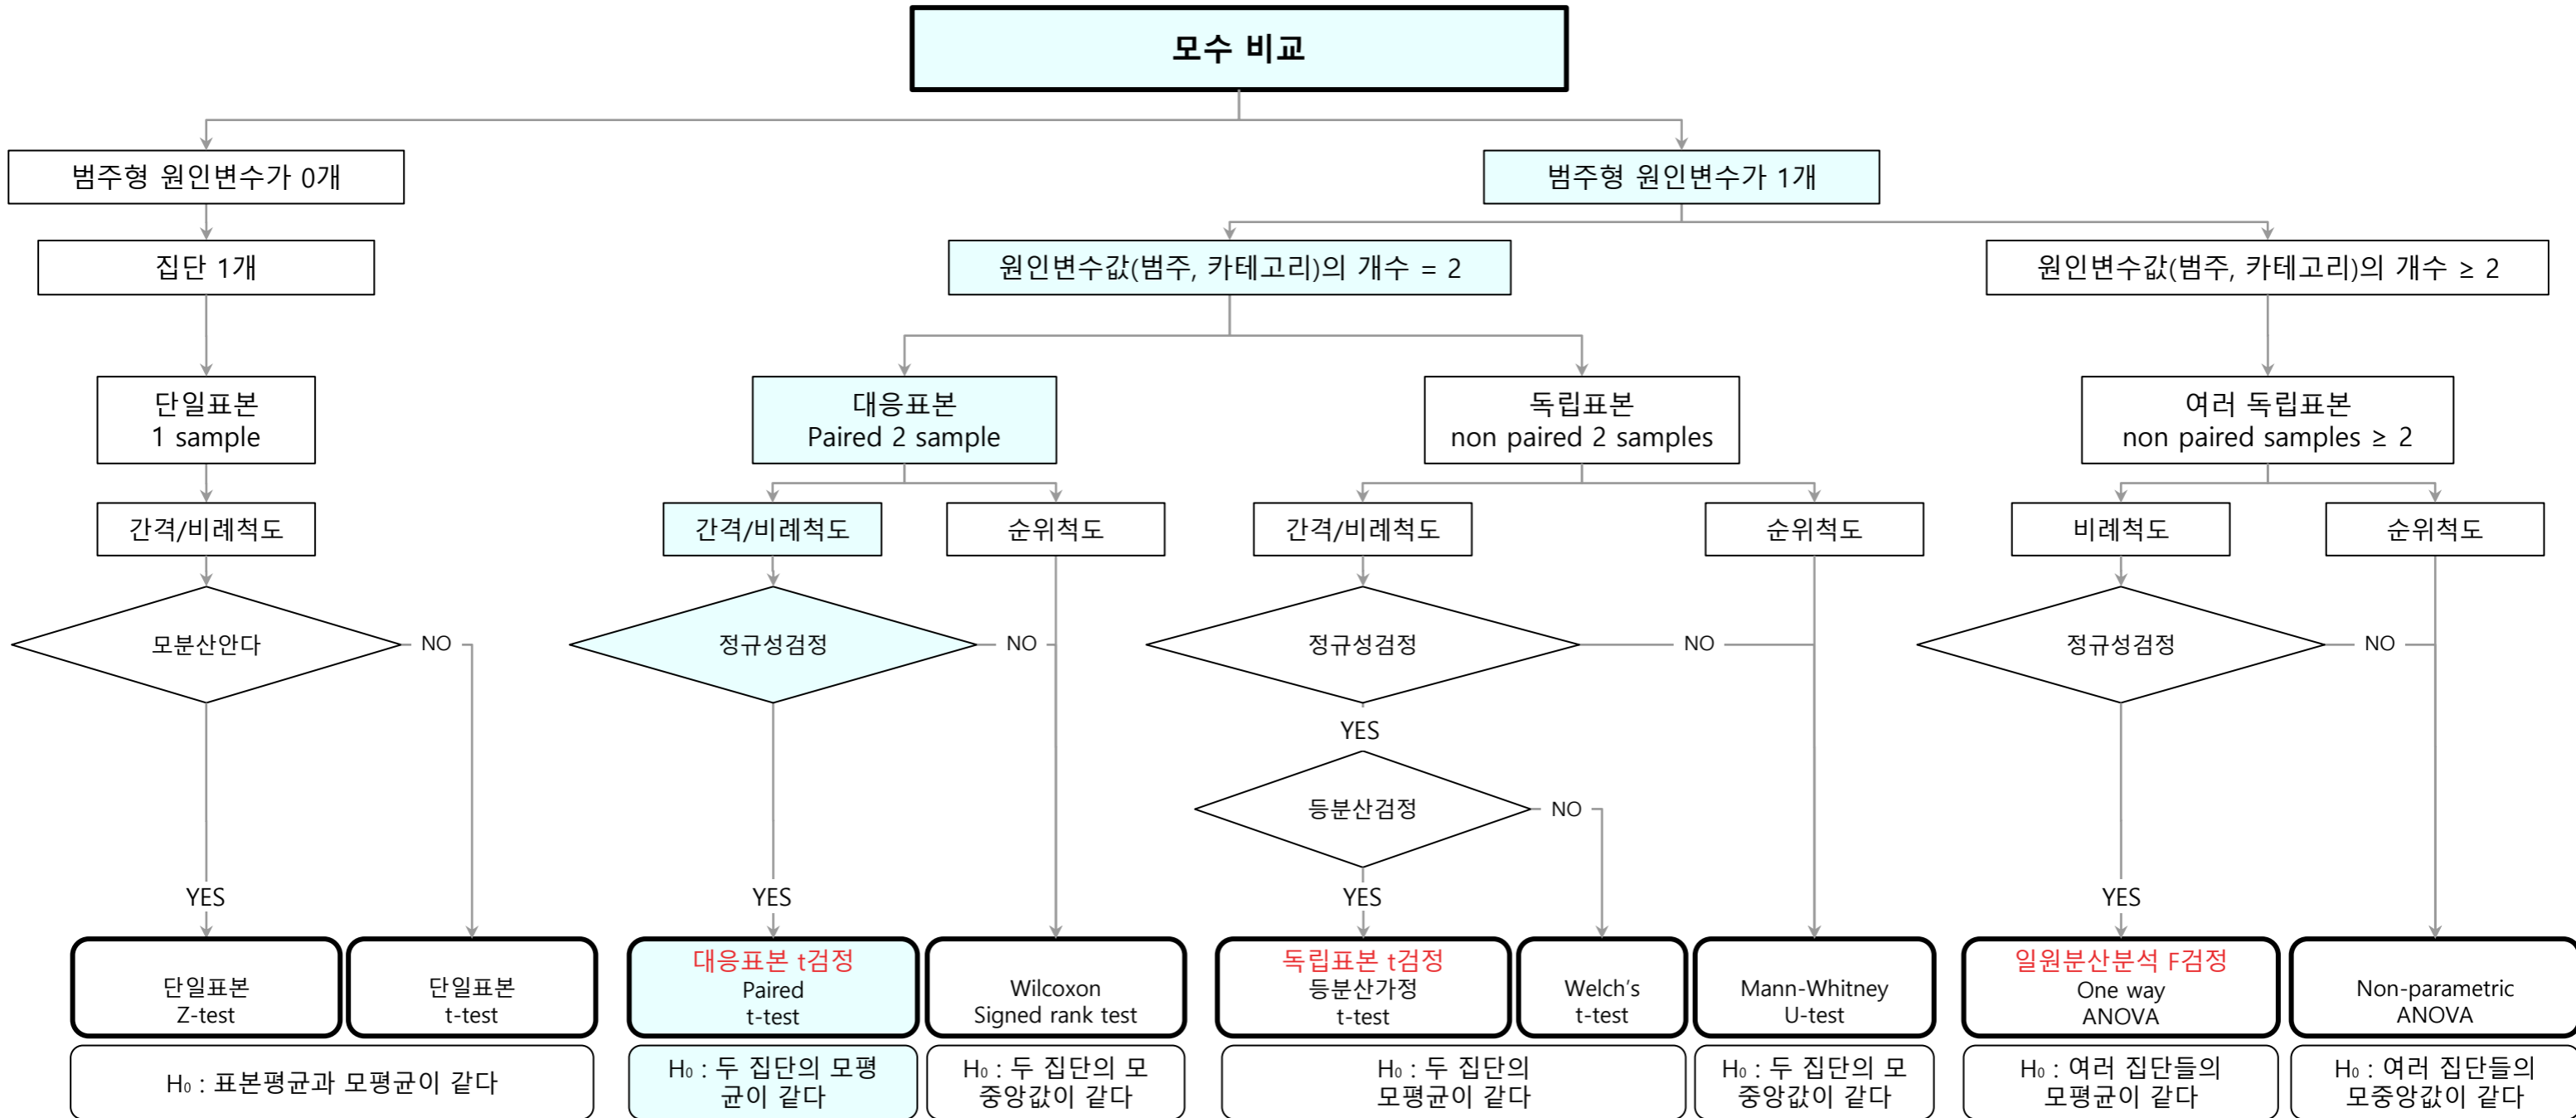 모수 비교
범주형 원인변수가 0개
범주형 원인변수가 1개
집단 1개
원인변수값(범주, 카테고리)의 개수 = 2
원인변수값(범주, 카테고리)의 개수 ≥ 2
단일표본
1 sample
대응표본
Paired 2 sample
독립표본
non paired 2 samples
여러 독립표본
non paired samples ≥ 2
간격/비례척도
간격/비례척도
순위척도
간격/비례척도
순위척도
비례척도
순위척도
모분산안다
NO
정규성검정
NO
정규성검정
NO
정규성검정
NO
YES
등분산검정
NO
YES
YES
YES
YES
단일표본
Z-test
단일표본
t-test
대응표본 t검정
Paired
t-test
Wilcoxon
Signed rank test
독립표본 t검정
등분산가정
t-test
Welch's
t-test
Mann-Whitney
U-test
일원분산분석 F검정
One way
ANOVA
Non-parametric
ANOVA
H₀ : 표본평균과 모평균이 같다
H₀ : 두 집단의 모평
균이 같다
H₀ : 두 집단의 모
중앙값이 같다
H₀ : 두 집단의
모평균이 같다
H₀ : 두 집단의 모
중앙값이 같다
H₀ : 여러 집단들의
모평균이 같다
H₀ : 여러 집단들의
모중앙값이 같다